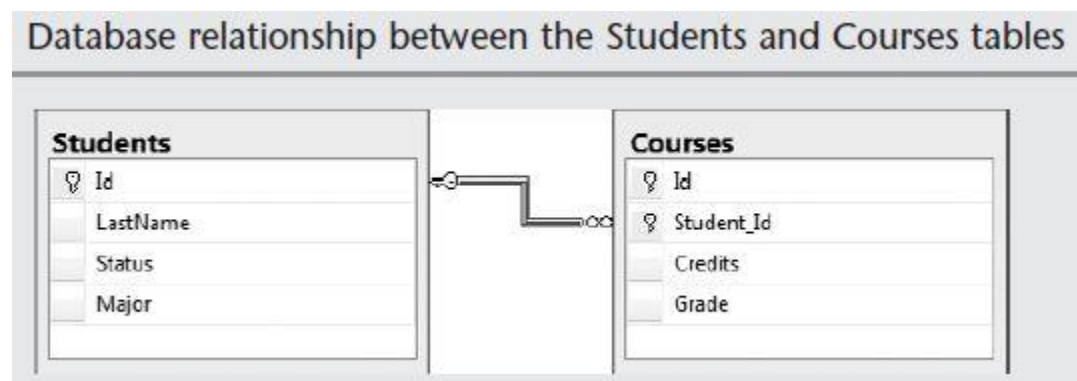 Database relationship between the Students and Courses tables
Students
Id
LastName
Status
Major
Courses
Id
Student_Id
Credits
Grade